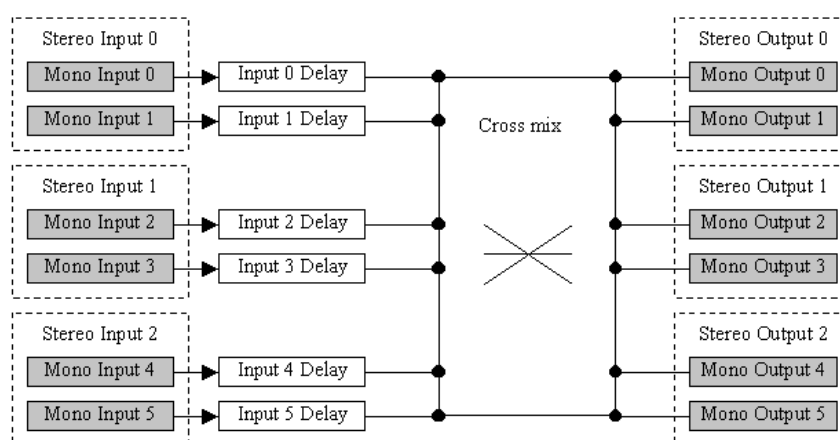 Stereo Input 0
Mono Input 0
Mono Input 1
Input 0 Delay
Input 1 Delay
Stereo Input 1
Mono Input 2
Mono Input 3
Input 2 Delay
Input 3 Delay
Stereo Input 2
Mono Input 4
Mono Input 5
Input 4 Delay
Input 5 Delay
Cross mix
Stereo Output 0
Mono Output 0
Mono Output 1
Stereo Output 1
Mono Output 2
Mono Output 3
Stereo Output 2
Mono Output 4
Mono Output 5